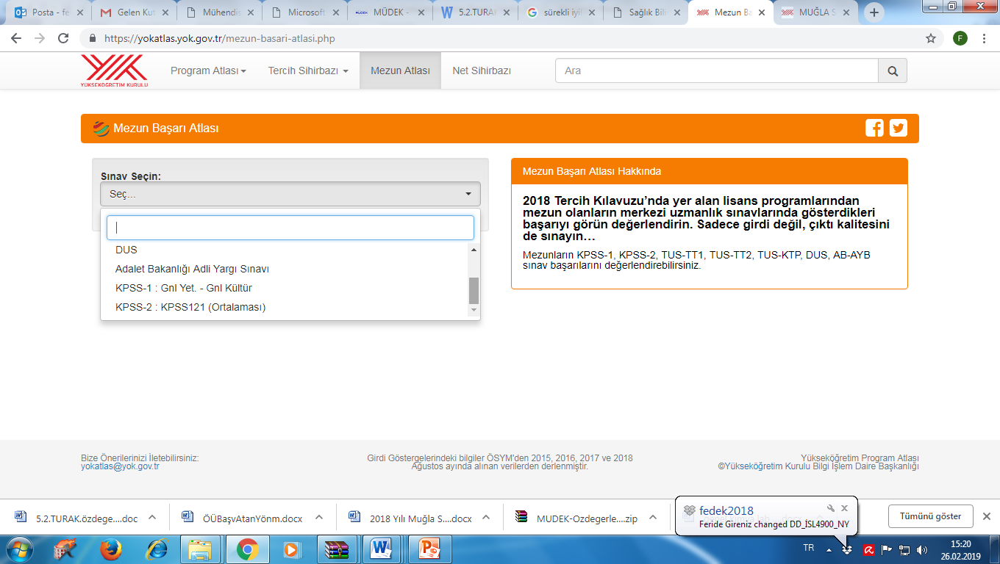 Posta - fe
Gelen Kut
Mühendis
Microsoft
MÜDEK MÜDEK -
5.2.TURAK
sürekli iyil
Sağlık Bili
Mezun Ba
MUĞLA S
https://yokatlas.yok.gov.tr/mezun-basari-atlasi.php
F
YÜKSEKÖĞRETİM KURULU
Program Atlası
Tercih Sihirbazı
Mezun Atlası
Net Sihirbazı
Ara
Mezun Başarı Atlası
Sınav Seçin:
Seç...
DUS
Adalet Bakanlığı Adli Yargı Sınavı
KPSS-1 : Gnl Yet. - Gnl Kültür
KPSS-2 : KPSS121 (Ortalaması)
Mezun Başarı Atlası Hakkında
2018 Tercih Kılavuzu’nda yer alan lisans programlarından
mezun olanların merkezi uzmanlık sınavlarında gösterdikleri
başarıyı görün değerlendirin. Sadece girdi değil, çıktı kalitesini
de sınayın…
Mezunların KPSS-1, KPSS-2, TUS-TT1, TUS-TT2, TUS-KTP, DUS, AB-AYB
sınav başarılarını değerlendirebilirsiniz.
Bize Önerilerinizi İletebilirsiniz:
yokatlas@yok.gov.tr
Girdi Göstergelerindeki bilgiler ÖSYM'den 2015, 2016, 2017 ve 2018
Ağustos ayında alınan verilerden derlenmiştir.
Yükseköğretim Program Atlası
©Yükseköğretim Kurulu Bilgi İşlem Daire Başkanlığı
5.2.TURAK.özdege....doc
ÖÜBaşvAtanYönm.docx
2018 Yılı Muğla S....docx
MUDEK-Ozdegerle....zip
Tümünü göster
fedek2018
Feride Gireniz changed DD_İSL4900_NY
TR
15:20
26.02.2019